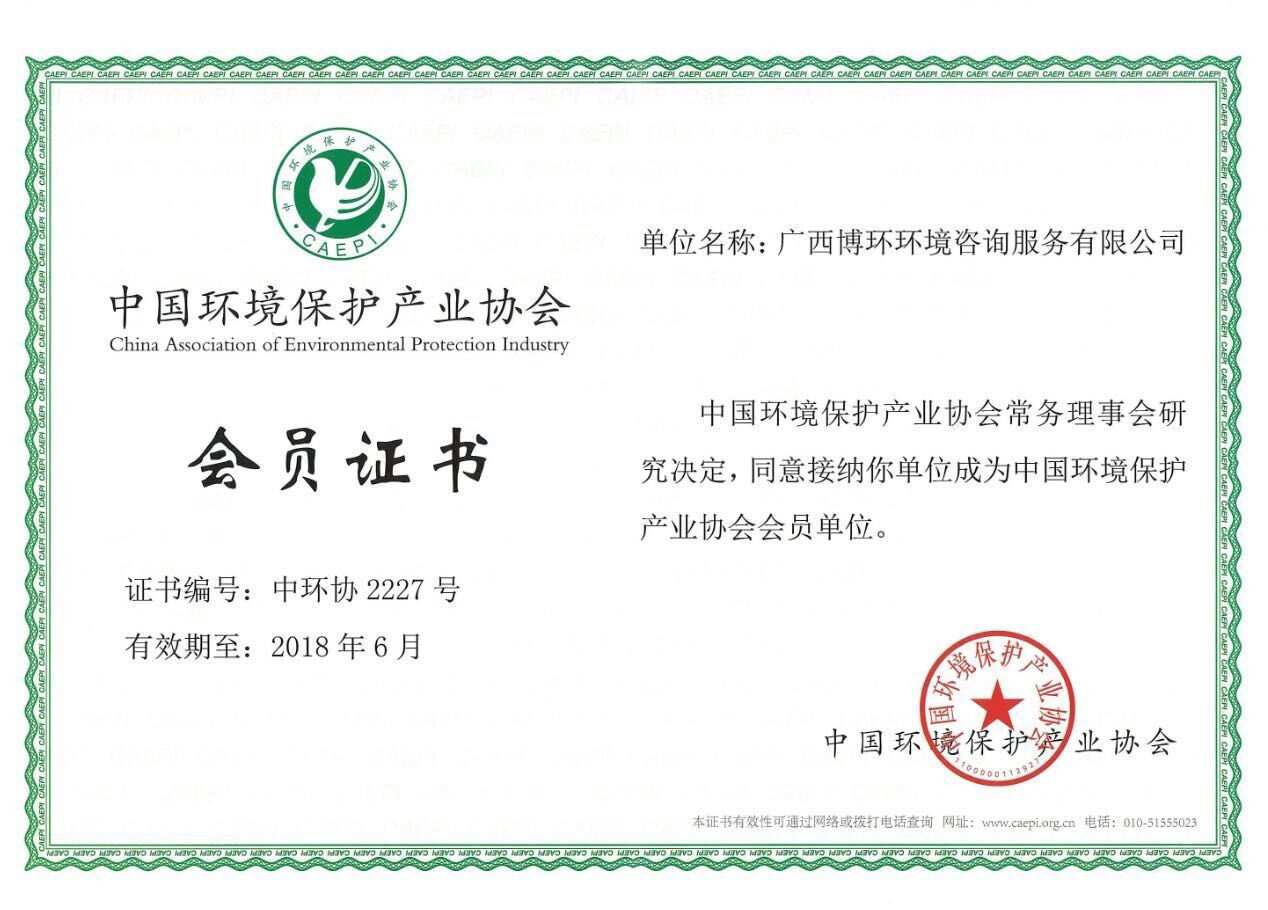 中国环境保护产业协会
CAEPI
中国环境保护产业协会
China Association of Environmental Protection Industry
会员证书
证书编号：中环协 2227 号
有效期至：2018 年 6 月
单位名称：广西博环环境咨询服务有限公司
中国环境保护产业协会常务理事会研
究决定，同意接纳你单位成为中国环境保护
产业协会会员单位。
中国环境保护产业协会
1100000112927
中国环境保护产业协会
本证书有效性可通过网络或拨打电话查询 网址：www.caepi.org.cn 电话：010-51555023